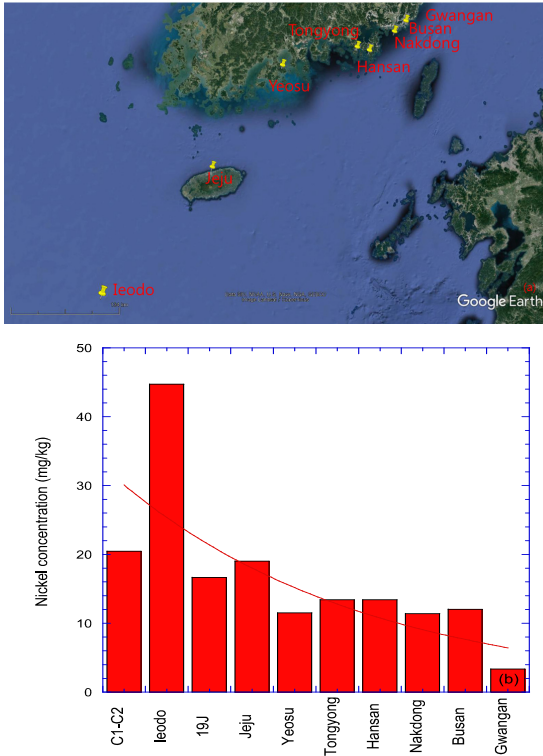 Gwangan
Tongyong
Busan
Nakdong
Hansan
Yeosu
Jeju
Ieodo
(a)
Google Earth
50
40
30
20
10
0
Nickel concentration (mg/kg)
(b)
C1-C2
Ieodo
19J
Jeju
Yeosu
Tongyong
Hansan
Nakdong
Busan
Gwangan